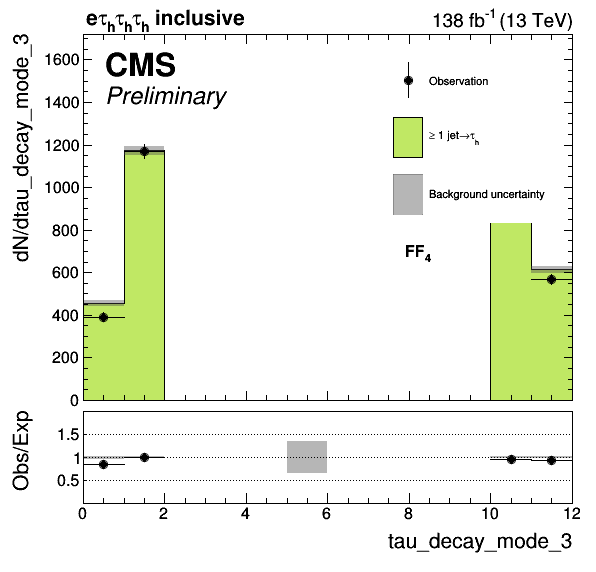 eτhτhτh inclusive
138 fb⁻¹ (13 TeV)
CMS
Preliminary
Observation
≥ 1 jet→τh
Background uncertainty
FF4
dN/dtau_decay_mode_3
1600
1400
1200
1000
800
600
400
200
0
Obs/Exp
1.5
1
0.5
0 2 4 6 8 10 12
tau_decay_mode_3